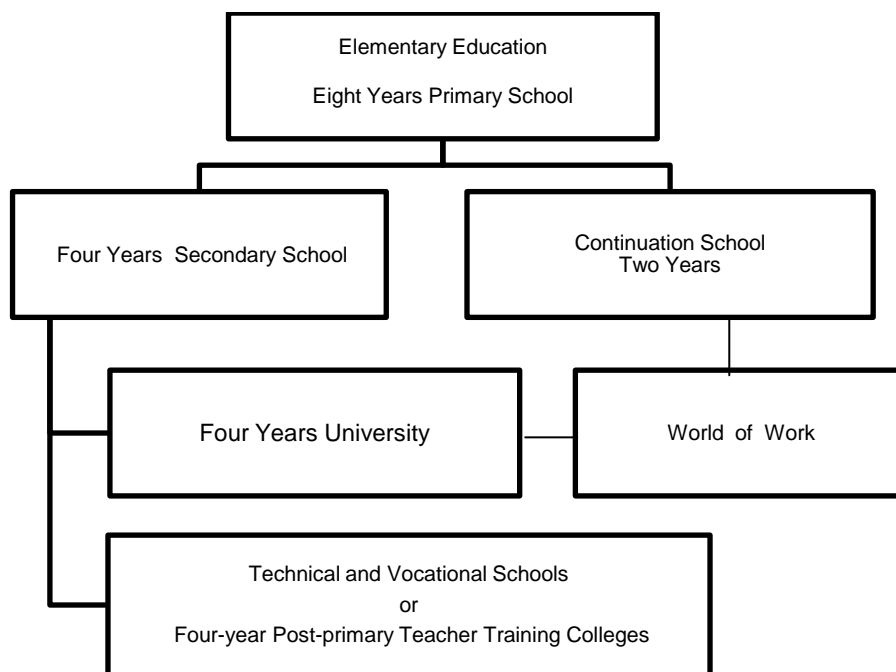 Elementary Education
Eight Years Primary School
Four Years Secondary School
Continuation School
Two Years
Four Years University
World of Work
Technical and Vocational Schools
or
Four-year Post-primary Teacher Training Colleges